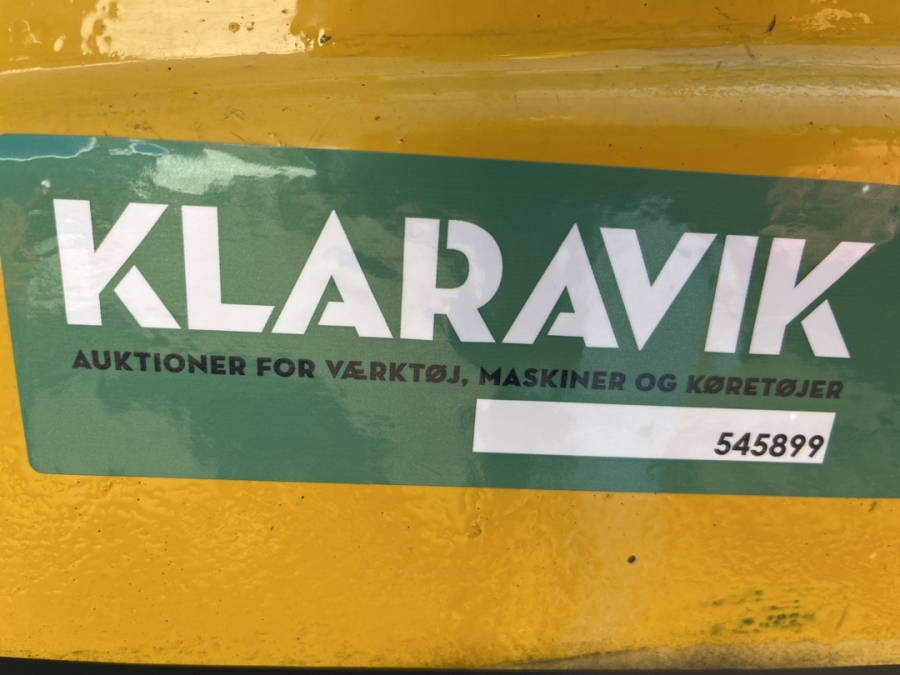 KLARAVIK
AUKTIONER FOR VÆRKTØJ, MASKINER OG KØRETØJER
545899